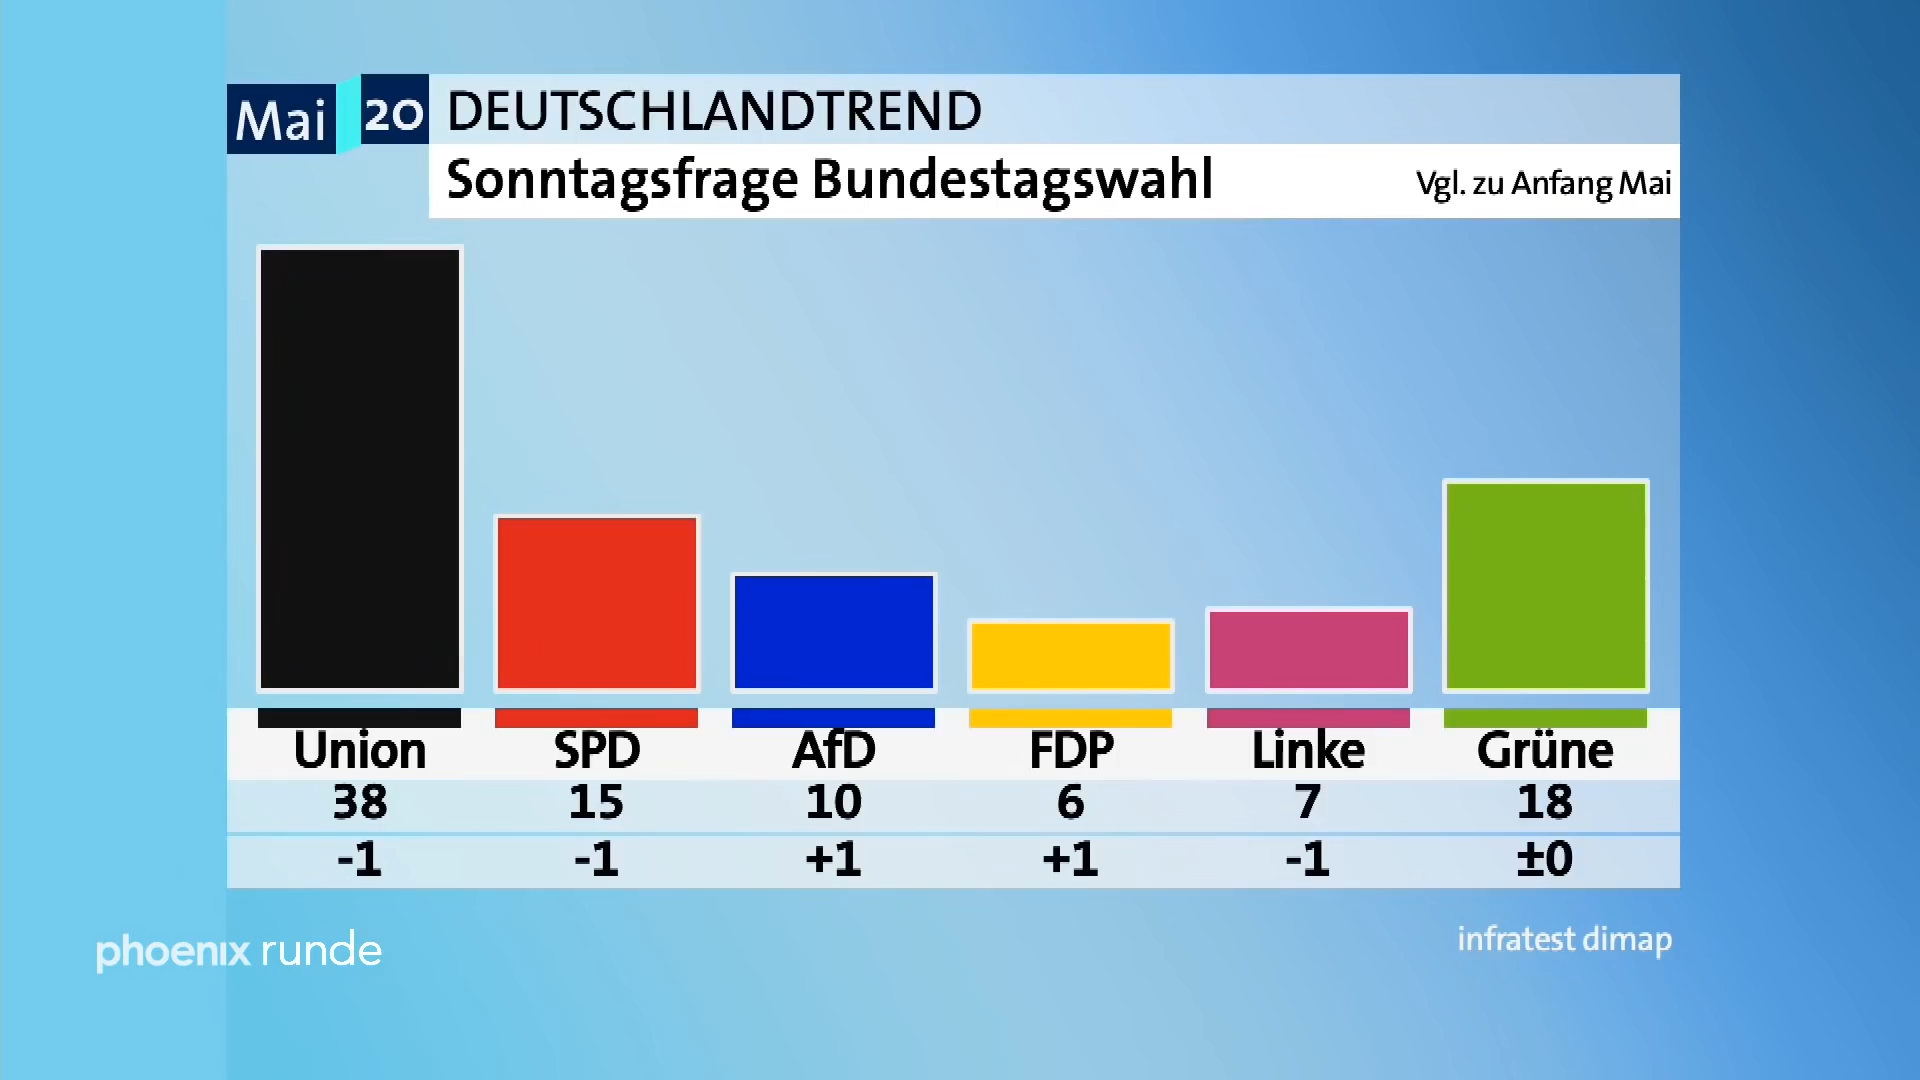 Mai 20 DEUTSCHLANDTREND
Sonntagsfrage Bundestagswahl Vgl. zu Anfang Mai
Union SPD AfD FDP Linke Grüne
38 15 10 6 7 18
-1 -1 +1 +1 -1 ±0
phoenix runde infratest dimap